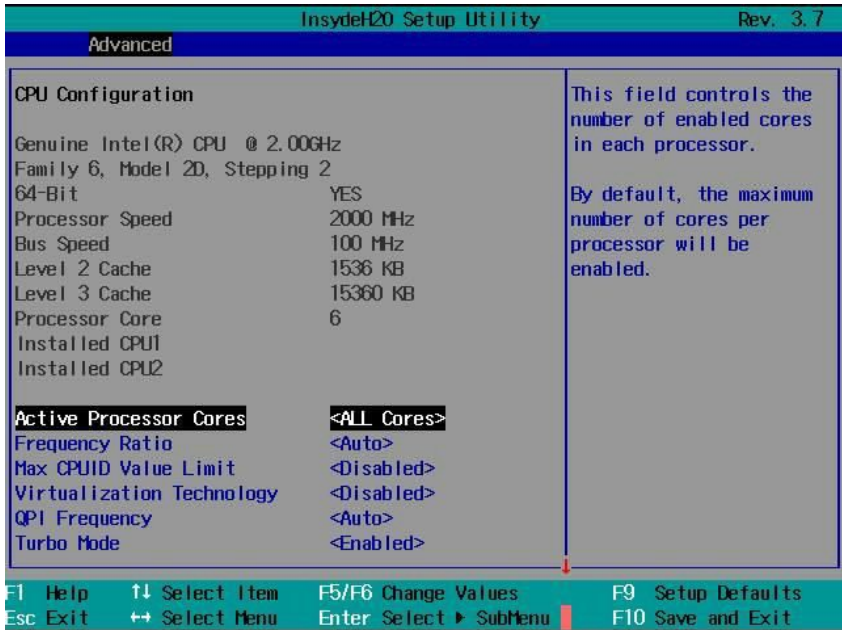 InsydeH2O Setup Utility Rev. 3.7
Advanced
CPU Configuration
Genuine Intel(R) CPU @ 2.00GHz
Family 6, Model 2D, Stepping 2
64-Bit YES
Processor Speed 2000 MHz
Bus Speed 100 MHz
Level 2 Cache 1536 KB
Level 3 Cache 15360 KB
Processor Core 6
Installed CPU1
Installed CPU2
Active Processor Cores <ALL Cores>
Frequency Ratio <Auto>
Max CPUID Value Limit <Disabled>
Virtualization Technology <Disabled>
QPI Frequency <Auto>
Turbo Mode <Enabled>
This field controls the
number of enabled cores
in each processor.
By default, the maximum
number of cores per
processor will be
enabled.
F1 Help ↑↓ Select Item F5/F6 Change Values F9 Setup Defaults
Esc Exit ↔ Select Menu Enter Select ▶ SubMenu F10 Save and Exit